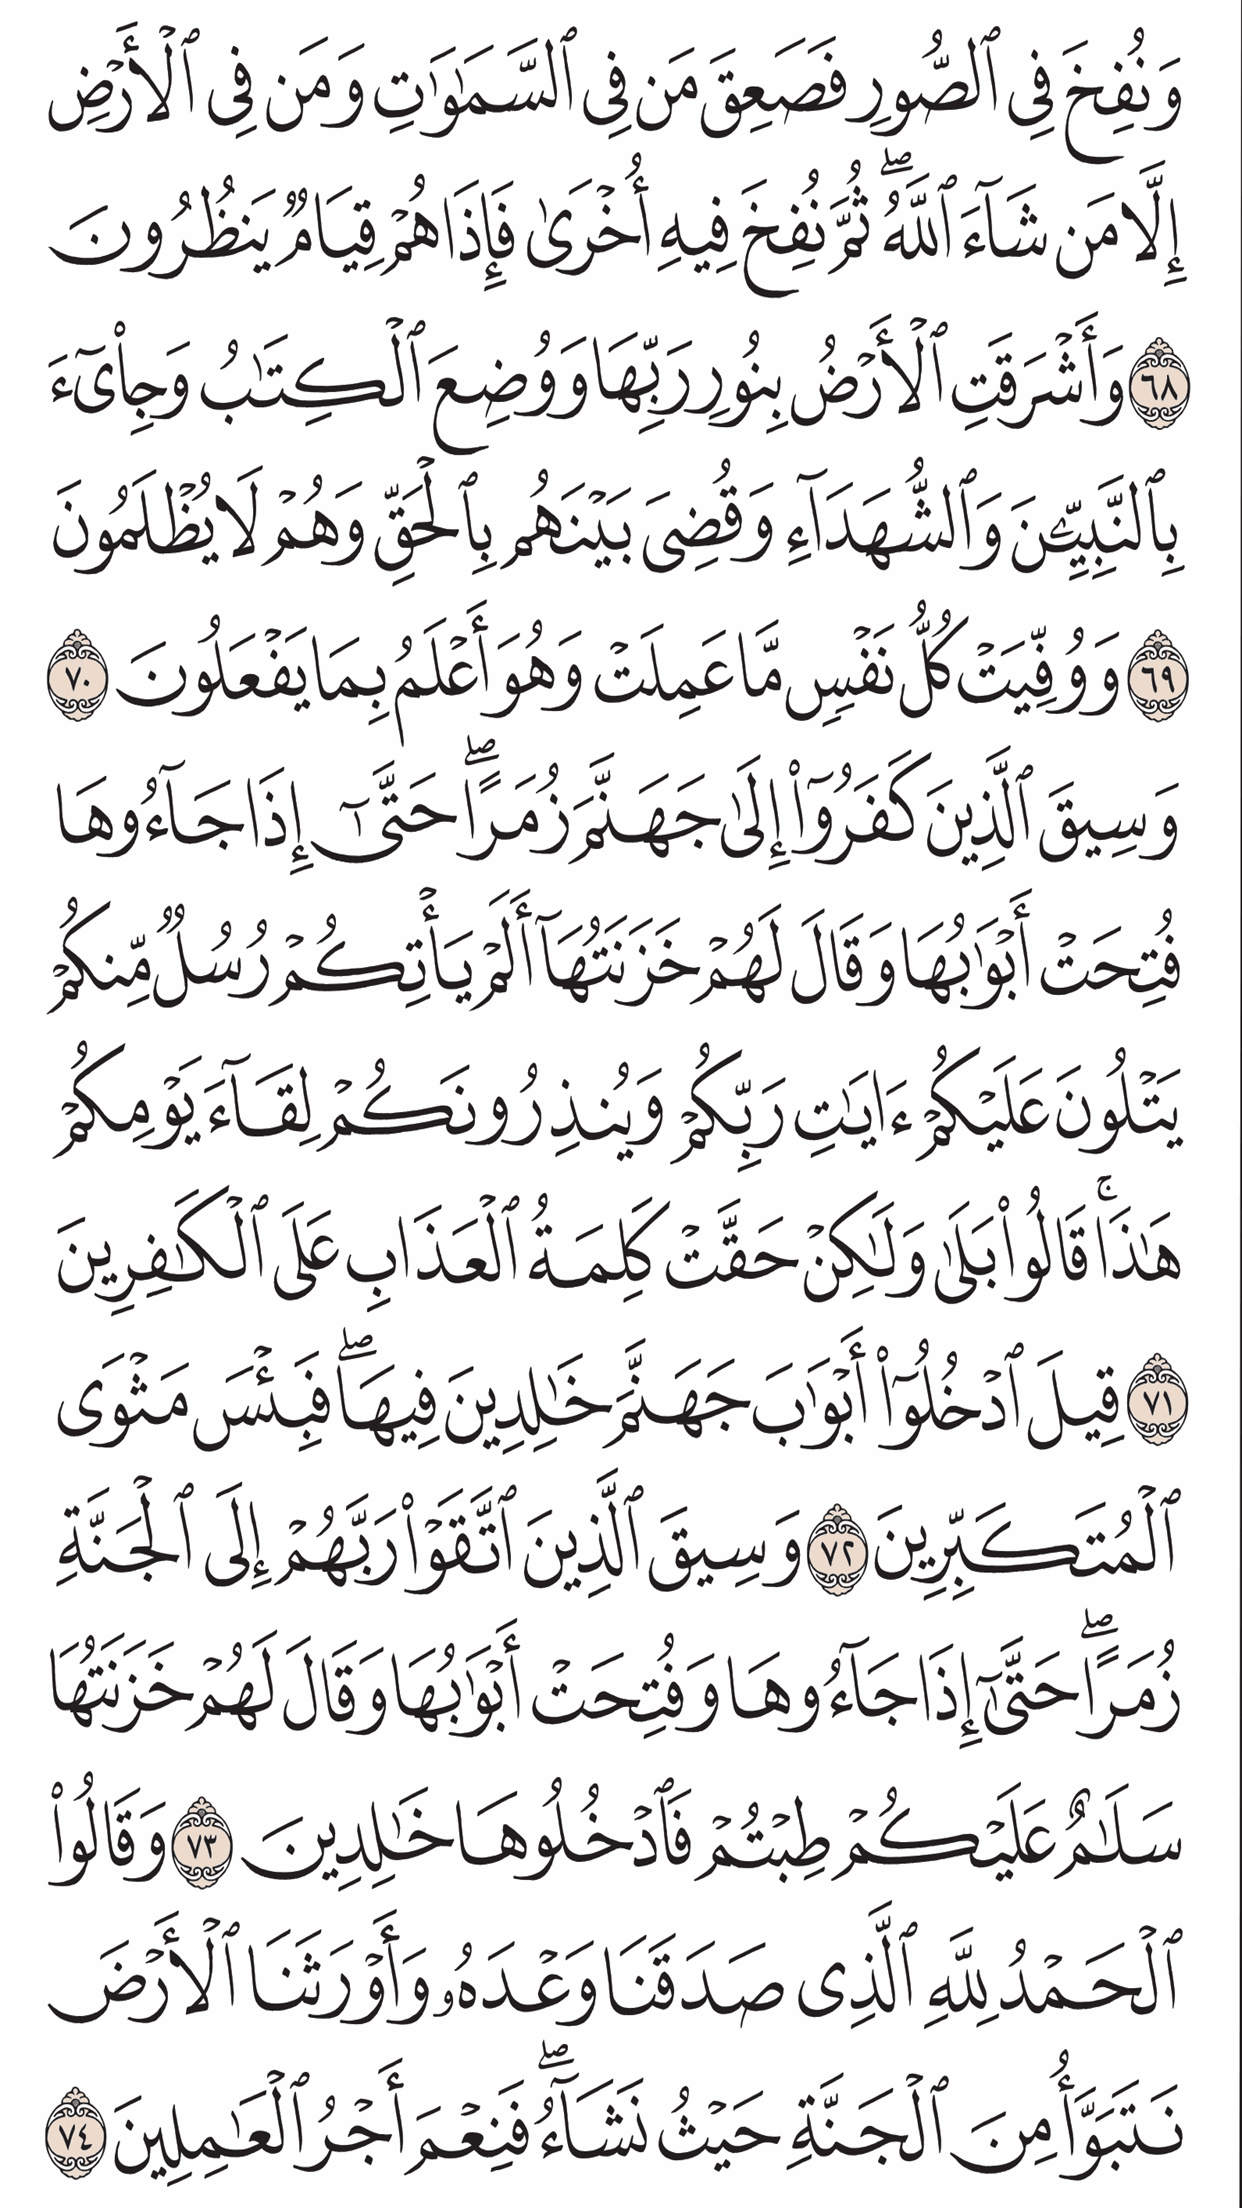 وَنُفِخَ فِى ٱلصُّورِ فَصَعِقَ مَن فِى ٱلسَّمَٰوَٰتِ وَمَن فِى ٱلْأَرْضِ
إِلَّا مَن شَآءَ ٱللَّهُ ۖ ثُمَّ نُفِخَ فِيهِ أُخْرَىٰ فَإِذَا هُمْ قِيَامٌ يَنظُرُونَ
٦٨ وَأَشْرَقَتِ ٱلْأَرْضُ بِنُورِ رَبِّهَا وَوُضِعَ ٱلْكِتَٰبُ وَجِا۟ىٓءَ
بِٱلنَّبِيِّـۧنَ وَٱلشُّهَدَآءِ وَقُضِىَ بَيْنَهُم بِٱلْحَقِّ وَهُمْ لَا يُظْلَمُونَ
٦٩ وَوُفِّيَتْ كُلُّ نَفْسٍ مَّا عَمِلَتْ وَهُوَ أَعْلَمُ بِمَا يَفْعَلُونَ ٧٠
وَسِيقَ ٱلَّذِينَ كَفَرُوٓا۟ إِلَىٰ جَهَنَّمَ زُمَرًا ۖ حَتَّىٰٓ إِذَا جَآءُوهَا
فُتِحَتْ أَبْوَٰبُهَا وَقَالَ لَهُمْ خَزَنَتُهَآ أَلَمْ يَأْتِكُمْ رُسُلٌ مِّنكُمْ
يَتْلُونَ عَلَيْكُمْ ءَايَٰتِ رَبِّكُمْ وَيُنذِرُونَكُمْ لِقَآءَ يَوْمِكُمْ
هَٰذَا ۚ قَالُوا۟ بَلَىٰ وَلَٰكِنْ حَقَّتْ كَلِمَةُ ٱلْعَذَابِ عَلَى ٱلْكَٰفِرِينَ
٧١ قِيلَ ٱدْخُلُوٓا۟ أَبْوَٰبَ جَهَنَّمَ خَٰلِدِينَ فِيهَا ۖ فَبِئْسَ مَثْوَى
ٱلْمُتَكَبِّرِينَ ٧٢ وَسِيقَ ٱلَّذِينَ ٱتَّقَوْا۟ رَبَّهُمْ إِلَى ٱلْجَنَّةِ
زُمَرًا ۖ حَتَّىٰٓ إِذَا جَآءُوهَا وَفُتِحَتْ أَبْوَٰبُهَا وَقَالَ لَهُمْ خَزَنَتُهَا
سَلَٰمٌ عَلَيْكُمْ طِبْتُمْ فَٱدْخُلُوهَا خَٰلِدِينَ ٧٣ وَقَالُوا۟
ٱلْحَمْدُ لِلَّهِ ٱلَّذِى صَدَقَنَا وَعْدَهُۥ وَأَوْرَثَنَا ٱلْأَرْضَ
نَتَبَوَّأُ مِنَ ٱلْجَنَّةِ حَيْثُ نَشَآءُ ۖ فَنِعْمَ أَجْرُ ٱلْعَٰمِلِينَ ٧٤